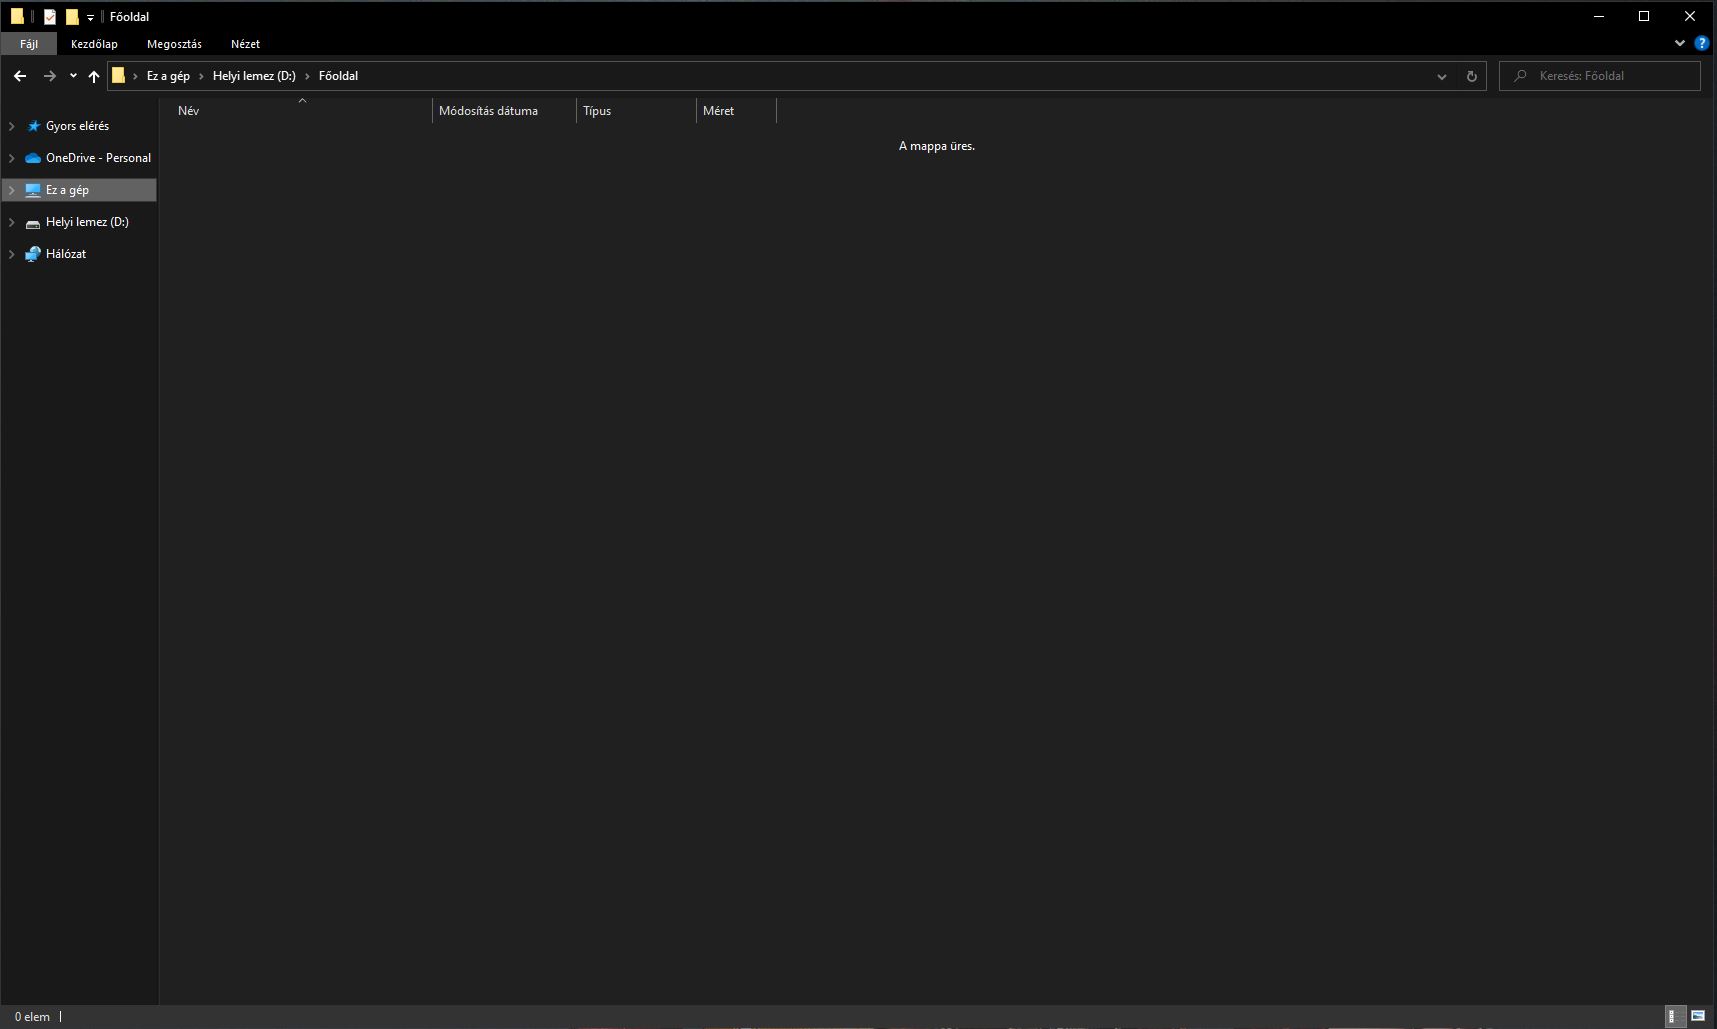 Főoldal
Fájl Kezdőlap Megosztás Nézet ?
Ez a gép > Helyi lemez (D:) > Főoldal Keresés: Főoldal
Név Módosítás dátuma Típus Méret
Gyors elérés
A mappa üres.
OneDrive - Personal
Ez a gép
Helyi lemez (D:)
Hálózat
0 elem